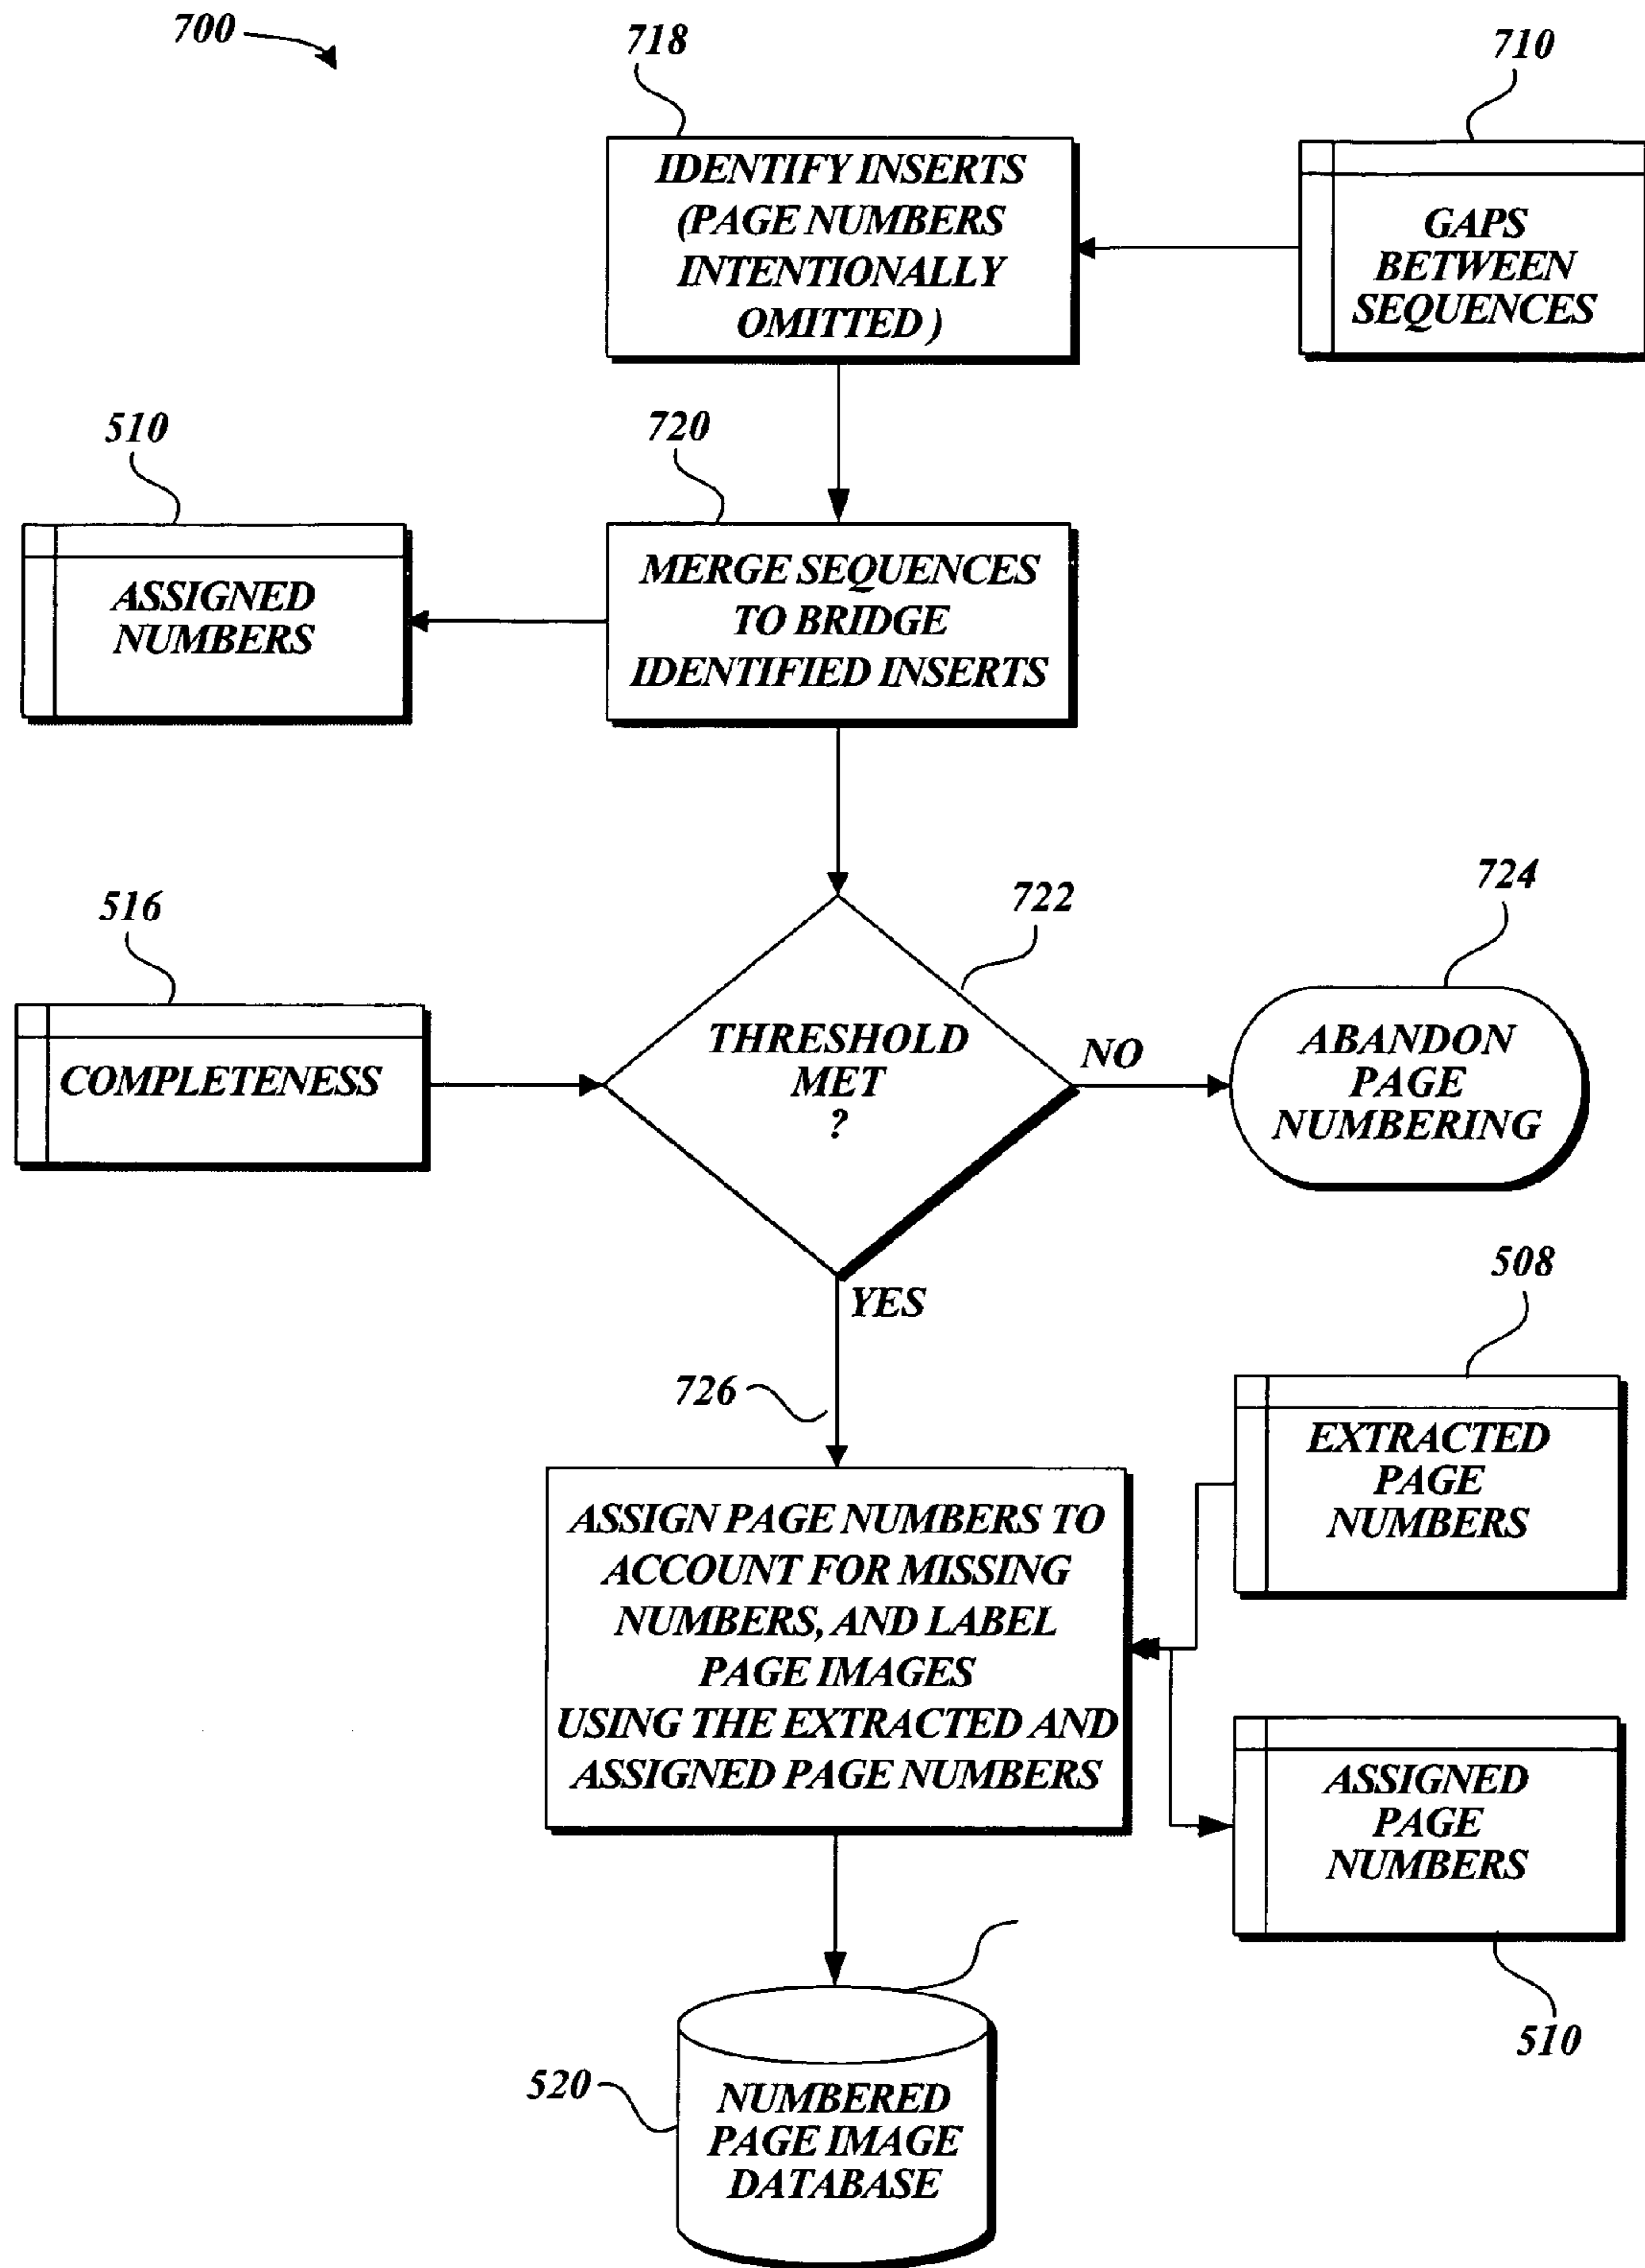 700
718
710
IDENTIFY INSERTS
(PAGE NUMBERS
INTENTIONALLY
OMITTED )
GAPS
BETWEEN
SEQUENCES
510
720
ASSIGNED
NUMBERS
MERGE SEQUENCES
TO BRIDGE
IDENTIFIED INSERTS
516
722
724
COMPLETENESS
THRESHOLD
MET
?
NO
ABANDON
PAGE
NUMBERING
YES
508
726
EXTRACTED
PAGE
NUMBERS
ASSIGN PAGE NUMBERS TO
ACCOUNT FOR MISSING
NUMBERS, AND LABEL
PAGE IMAGES
USING THE EXTRACTED AND
ASSIGNED PAGE NUMBERS
ASSIGNED
PAGE
NUMBERS
510
520
NUMBERED
PAGE IMAGE
DATABASE